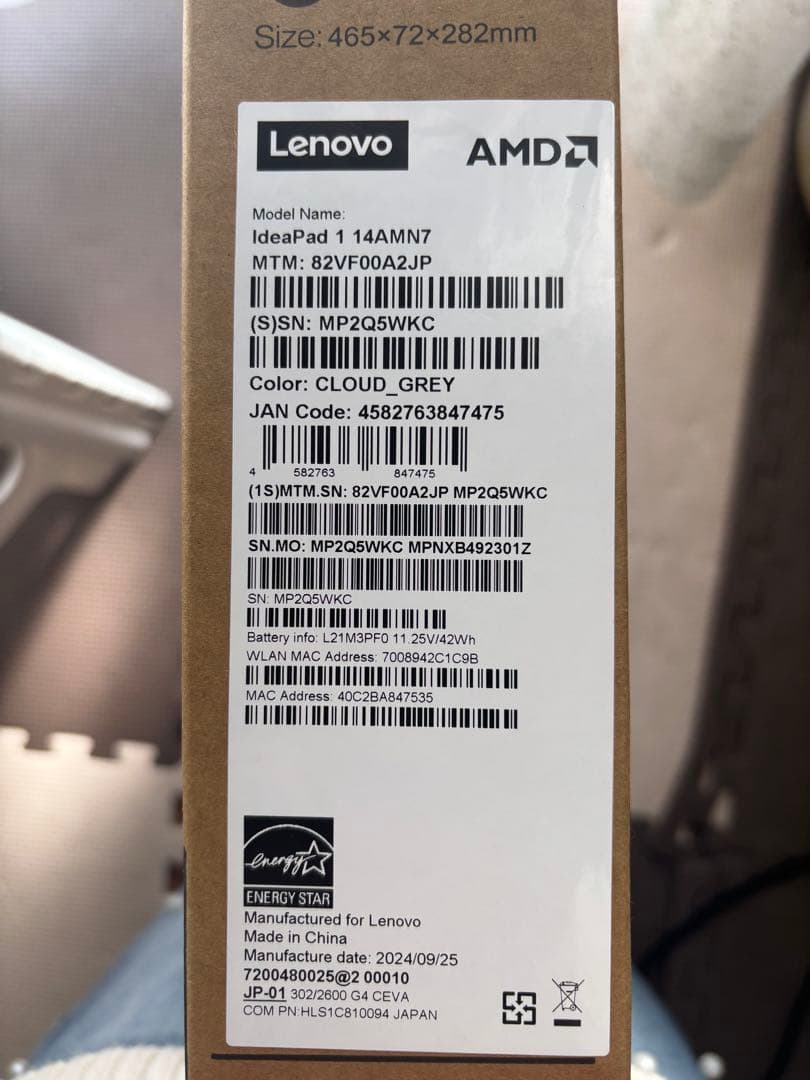 Size: 465×72×282mm
Lenovo AMD
Model Name:
IdeaPad 1 14AMN7
MTM: 82VF00A2JP
(S)SN: MP2Q5WKC
Color: CLOUD_GREY
JAN Code: 4582763847475
4 582763 847475
(1S)MTM.SN: 82VF00A2JP MP2Q5WKC
SN.MO: MP2Q5WKC MPNXB492301Z
SN: MP2Q5WKC
Battery info: L21M3PF0 11.25V/42Wh
WLAN MAC Address: 7008942C1C9B
MAC Address: 40C2BA847535
energy
ENERGY STAR
Manufactured for Lenovo
Made in China
Manufacture date: 2024/09/25
7200480025@2 00010
JP-01 302/2600 G4 CEVA
COM PN:HLS1C810094 JAPAN